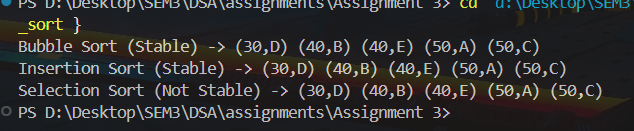 PS D:\Desktop\SEM3\DSA\assignments\Assignment 3> cd "d:\Desktop\SEM3
_sort }
Bubble Sort (Stable) -> (30,D) (40,B) (40,E) (50,A) (50,C)
Insertion Sort (Stable) -> (30,D) (40,B) (40,E) (50,A) (50,C)
Selection Sort (Not Stable) -> (30,D) (40,B) (40,E) (50,A) (50,C)
PS D:\Desktop\SEM3\DSA\assignments\Assignment 3>